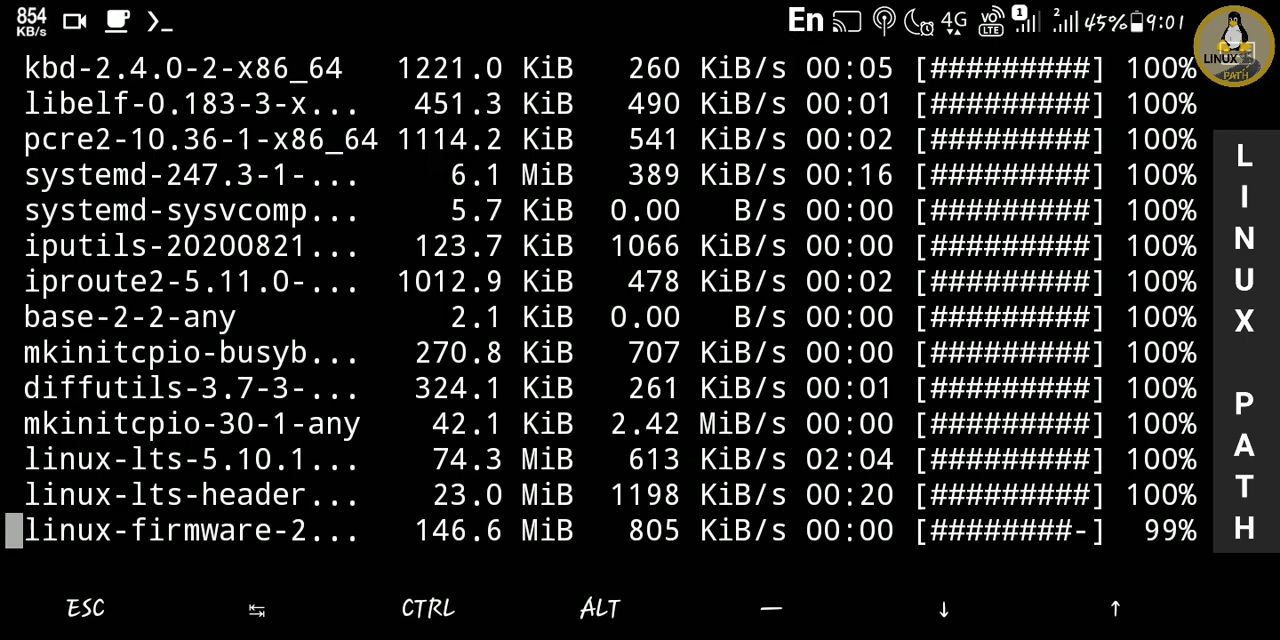 854
KB/s
En 4G VO LTE 1 2 45% 9:01
LINUX
PATH
kbd-2.4.0-2-x86_64 1221.0 KiB 260 KiB/s 00:05 [#########] 100%
libelf-0.183-3-x... 451.3 KiB 490 KiB/s 00:01 [#########] 100%
pcre2-10.36-1-x86_64 1114.2 KiB 541 KiB/s 00:02 [#########] 100%
systemd-247.3-1-... 6.1 MiB 389 KiB/s 00:16 [#########] 100%
systemd-sysvcomp... 5.7 KiB 0.00 B/s 00:00 [#########] 100%
iputils-20200821... 123.7 KiB 1066 KiB/s 00:00 [#########] 100%
iproute2-5.11.0-... 1012.9 KiB 478 KiB/s 00:02 [#########] 100%
base-2-2-any 2.1 KiB 0.00 B/s 00:00 [#########] 100%
mkinitcpio-busyb... 270.8 KiB 707 KiB/s 00:00 [#########] 100%
diffutils-3.7-3-... 324.1 KiB 261 KiB/s 00:01 [#########] 100%
mkinitcpio-30-1-any 42.1 KiB 2.42 MiB/s 00:00 [#########] 100%
linux-lts-5.10.1... 74.3 MiB 613 KiB/s 02:04 [#########] 100%
linux-lts-header... 23.0 MiB 1198 KiB/s 00:20 [#########] 100%
linux-firmware-2... 146.6 MiB 805 KiB/s 00:00 [########-] 99%
LINUX PATH
ESC ↹ CTRL ALT — ↓ ↑